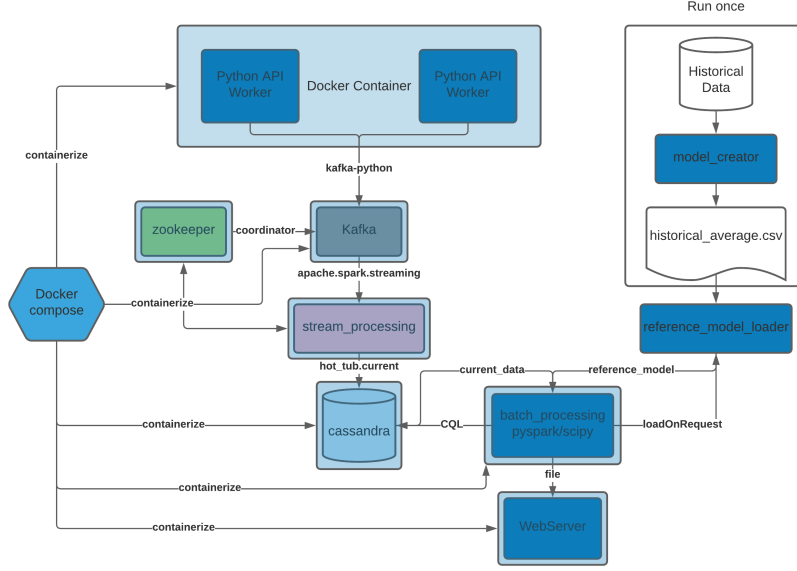 Run once
Python API
Worker
Docker Container
Python API
Worker
Historical
Data
containerize
kafka-python
model_creator
zookeeper
coordinator
Kafka
historical_average.csv
apache.spark.streaming
Docker
compose
containerize
stream_processing
reference_model_loader
hot_tub.current
current_data
reference_model
containerize
cassandra
CQL
batch_processing
pyspark/scipy
loadOnRequest
file
containerize
containerize
WebServer